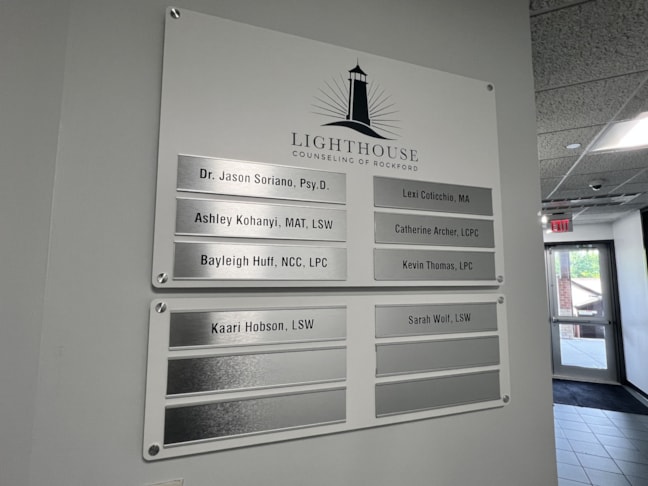 LIGHTHOUSE
COUNSELING OF ROCKFORD
Dr. Jason Soriano, Psy.D.
Ashley Kohanyi, MAT, LSW
Bayleigh Huff, NCC, LPC
Lexi Coticchio, MA
Catherine Archer, LCPC
Kevin Thomas, LPC
Kaari Hobson, LSW
Sarah Wolf, LSW
EXIT